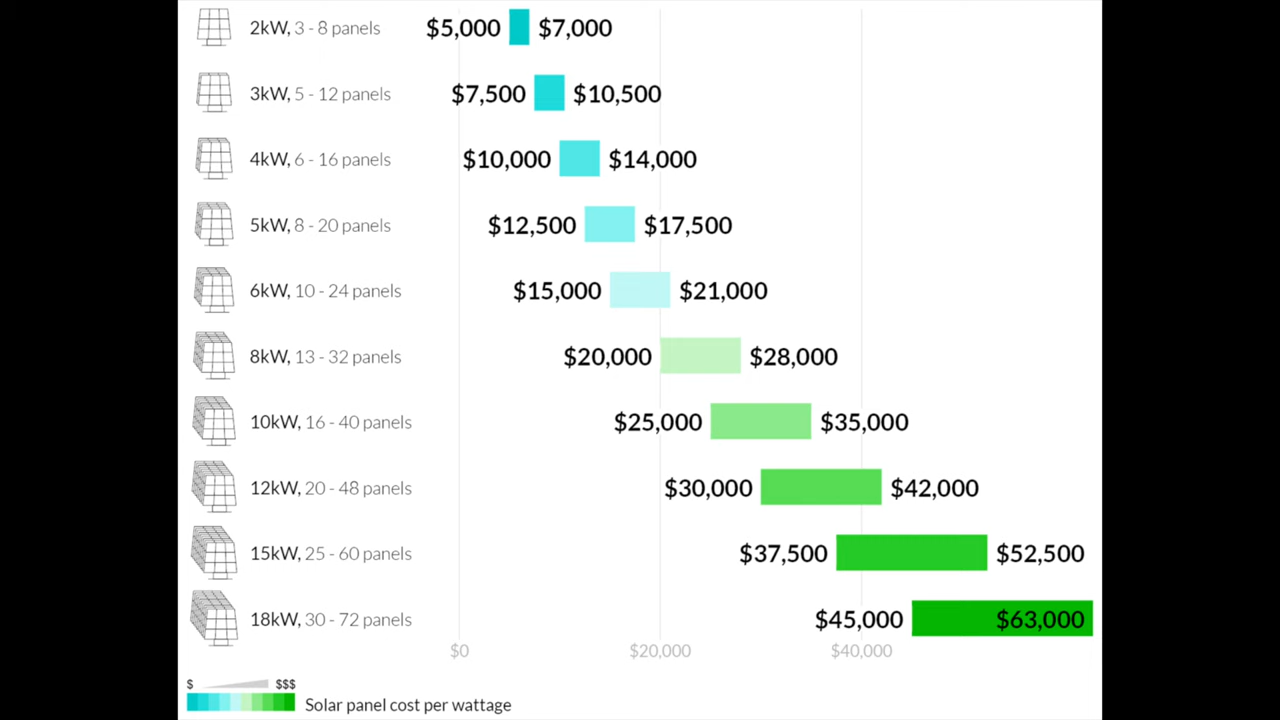 2kW, 3 - 8 panels $5,000 $7,000
3kW, 5 - 12 panels $7,500 $10,500
4kW, 6 - 16 panels $10,000 $14,000
5kW, 8 - 20 panels $12,500 $17,500
6kW, 10 - 24 panels $15,000 $21,000
8kW, 13 - 32 panels $20,000 $28,000
10kW, 16 - 40 panels $25,000 $35,000
12kW, 20 - 48 panels $30,000 $42,000
15kW, 25 - 60 panels $37,500 $52,500
18kW, 30 - 72 panels $45,000 $63,000
$0 $20,000 $40,000
$ $$$
Solar panel cost per wattage